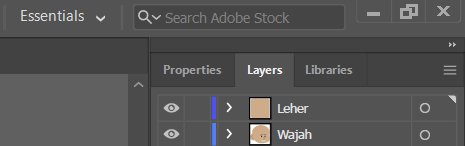 Essentials Search Adobe Stock
Properties Layers Libraries
Leher
Wajah